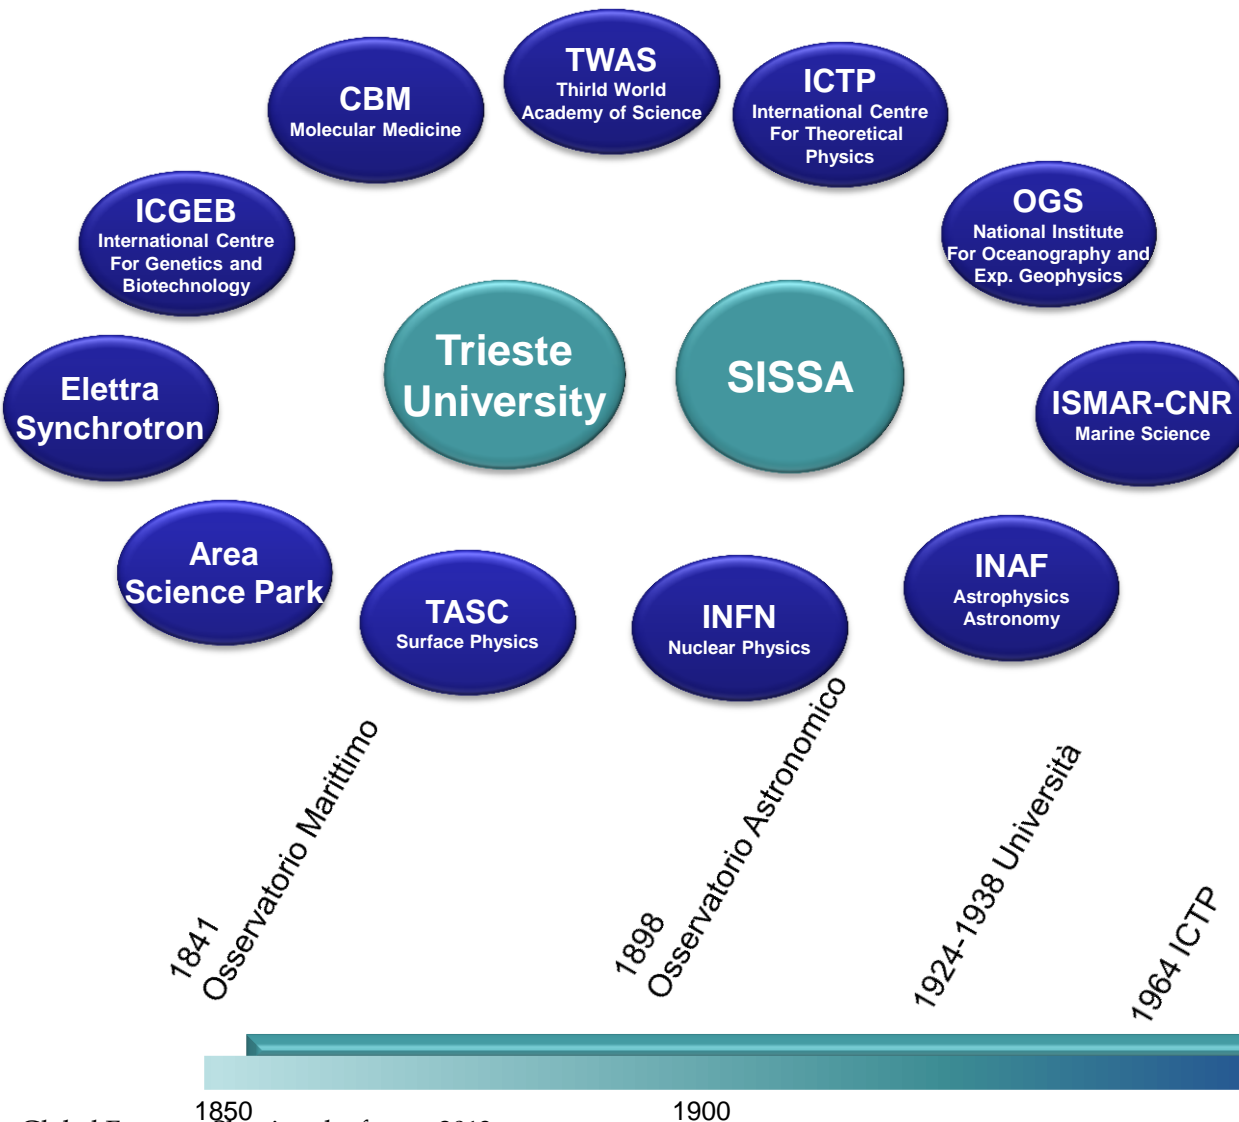 TWAS
Thirld World
Academy of Science
CBM
Molecular Medicine
ICTP
International Centre
For Theoretical
Physics
ICGEB
International Centre
For Genetics and
Biotechnology
OGS
National Institute
For Oceanography and
Exp. Geophysics
Trieste
University
SISSA
Elettra
Synchrotron
ISMAR-CNR
Marine Science
Area
Science Park
TASC
Surface Physics
INFN
Nuclear Physics
INAF
Astrophysics
Astronomy
1841
Osservatorio Marittimo
1898
Osservatorio Astronomico
1924-1938 Università
1964 ICTP
1850
1900